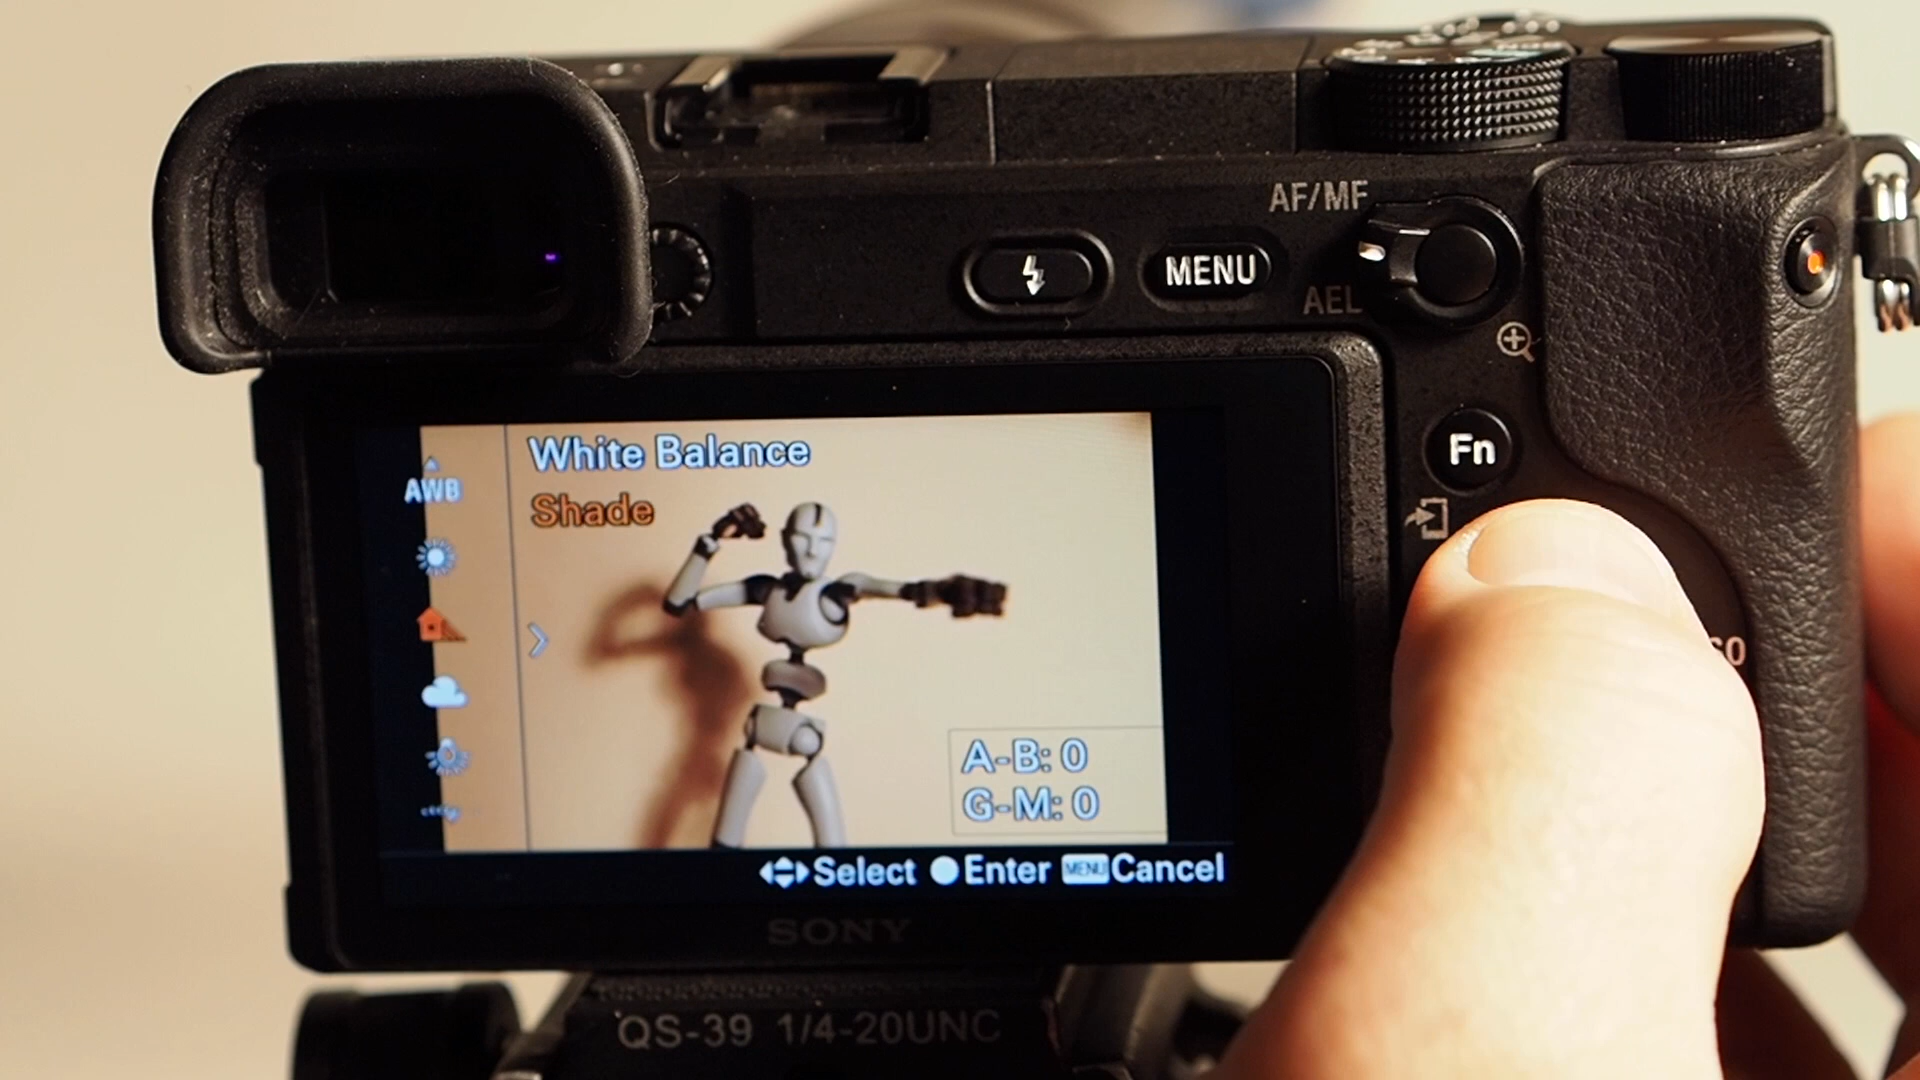 AF/MF
MENU
AEL
Fn
White Balance
AWB
Shade
A-B: 0
G-M: 0
Select Enter MENU Cancel
SONY
QS-39 1/4-20UNC